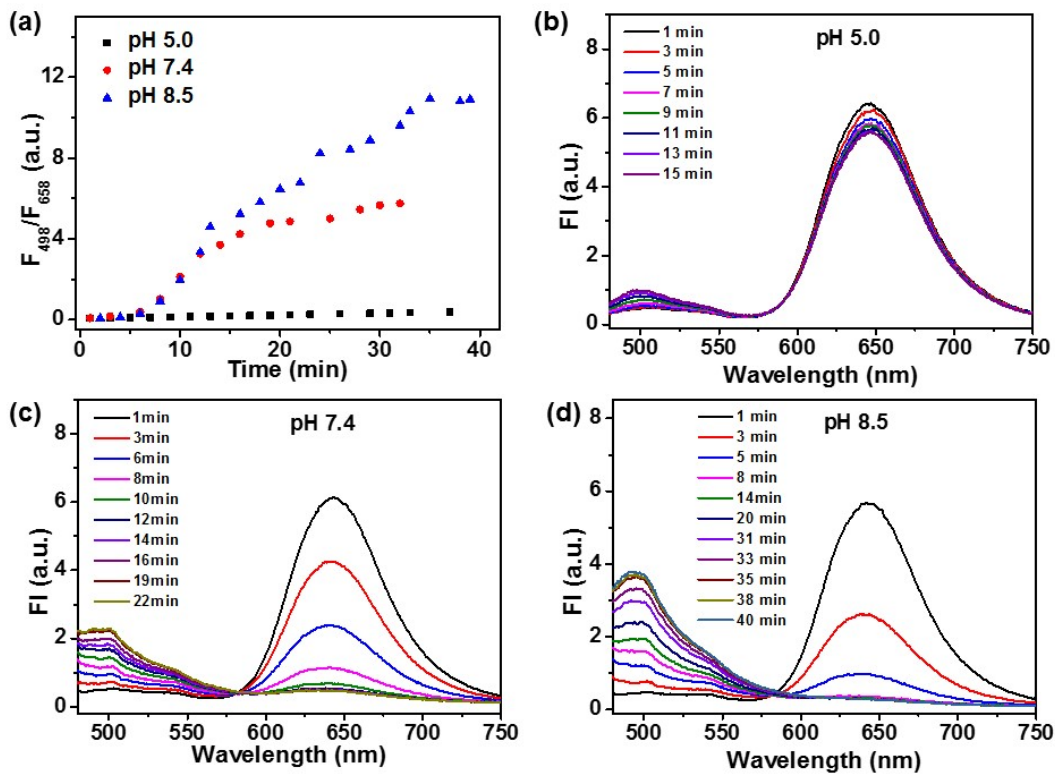 (a)
pH 5.0
pH 7.4
pH 8.5
F498/F658 (a.u.)
12
8
4
0
0
10
20
30
40
Time (min)
(b)
pH 5.0
1 min
3 min
5 min
7 min
9 min
11 min
13 min
15 min
FI (a.u.)
8
6
4
2
0
500
550
600
650
700
750
Wavelength (nm)
(c)
pH 7.4
1min
3min
6min
8min
10min
12min
14min
16min
19min
22min
FI (a.u.)
8
6
4
2
0
500
550
600
650
700
750
Wavelength (nm)
(d)
pH 8.5
1 min
3 min
5 min
8 min
14min
20 min
31 min
33 min
35 min
38 min
40 min
FI (a.u.)
8
6
4
2
0
500
550
600
650
700
750
Wavelength (nm)